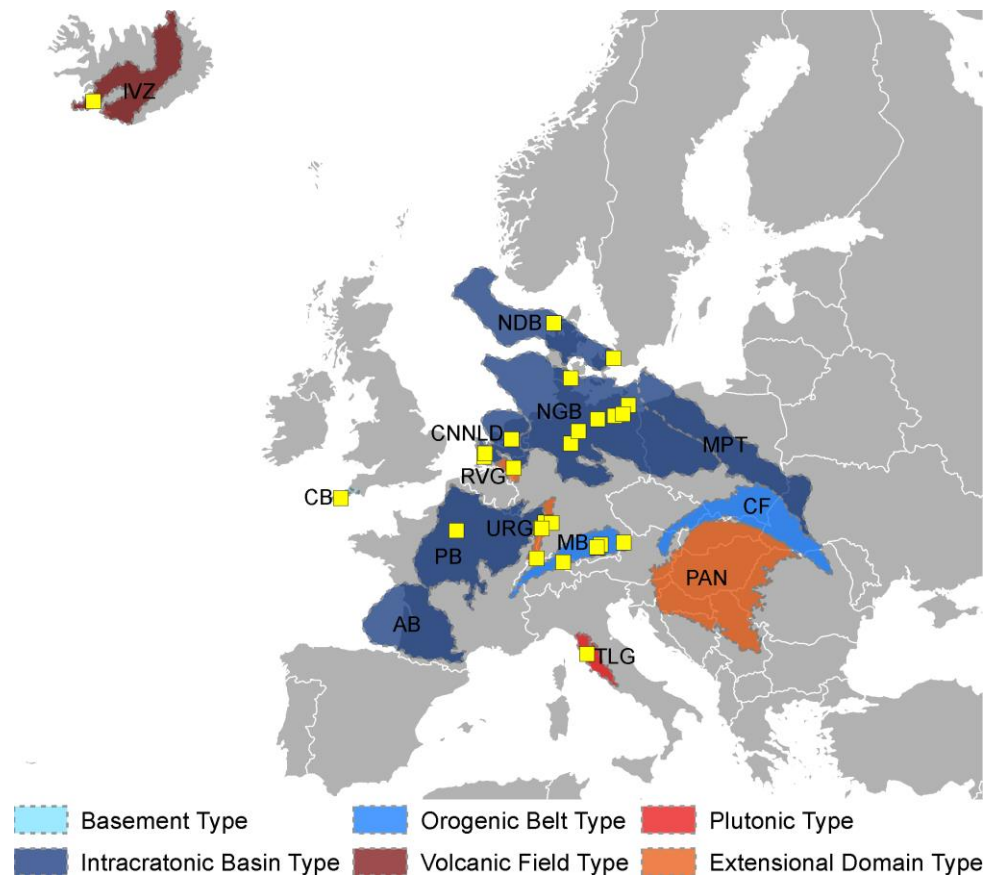 IVZ
NDB
NGB
CNNLD
MPT
RVG
CB
CF
URG
MB
PB
PAN
AB
TLG
Basement Type
Orogenic Belt Type
Plutonic Type
Intracratonic Basin Type
Volcanic Field Type
Extensional Domain Type